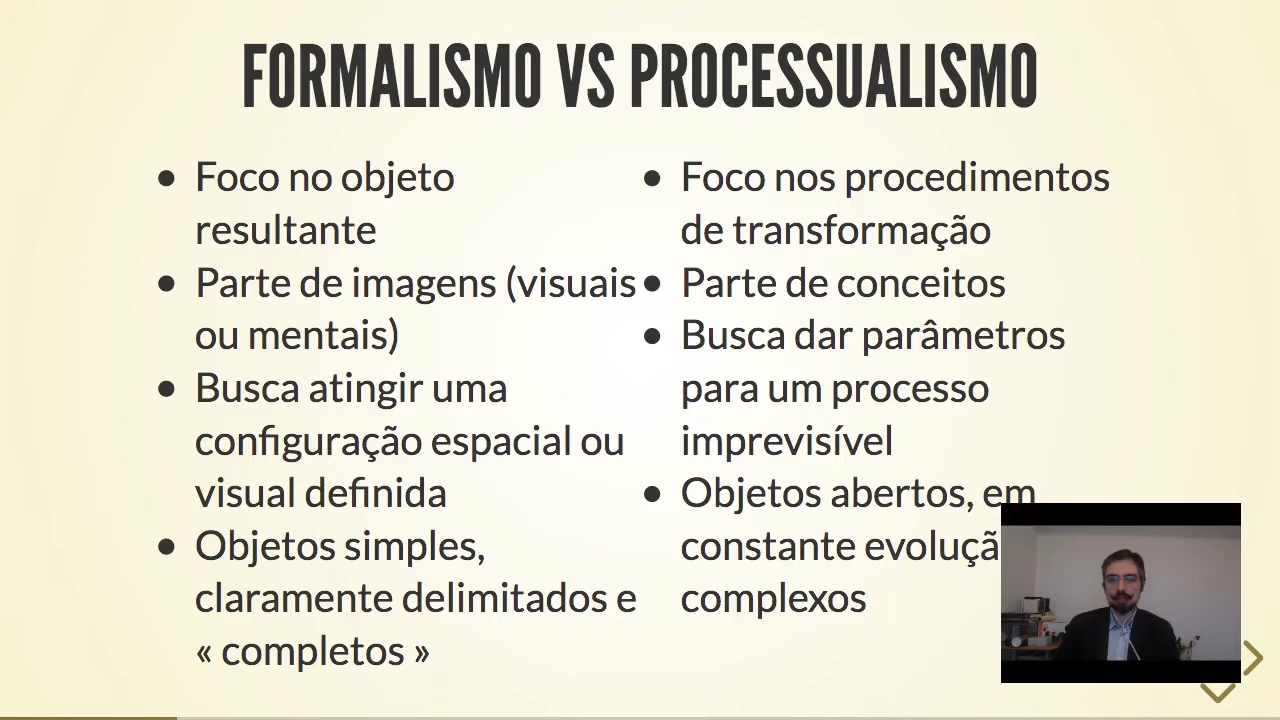 FORMALISMO VS PROCESSUALISMO
• Foco no objeto
resultante
• Parte de imagens (visuais
ou mentais)
• Busca atingir uma
configuração espacial ou
visual definida
• Objetos simples,
claramente delimitados e
« completos »
• Foco nos procedimentos
de transformação
• Parte de conceitos
• Busca dar parâmetros
para um processo
imprevisível
• Objetos abertos, em
constante
complexos